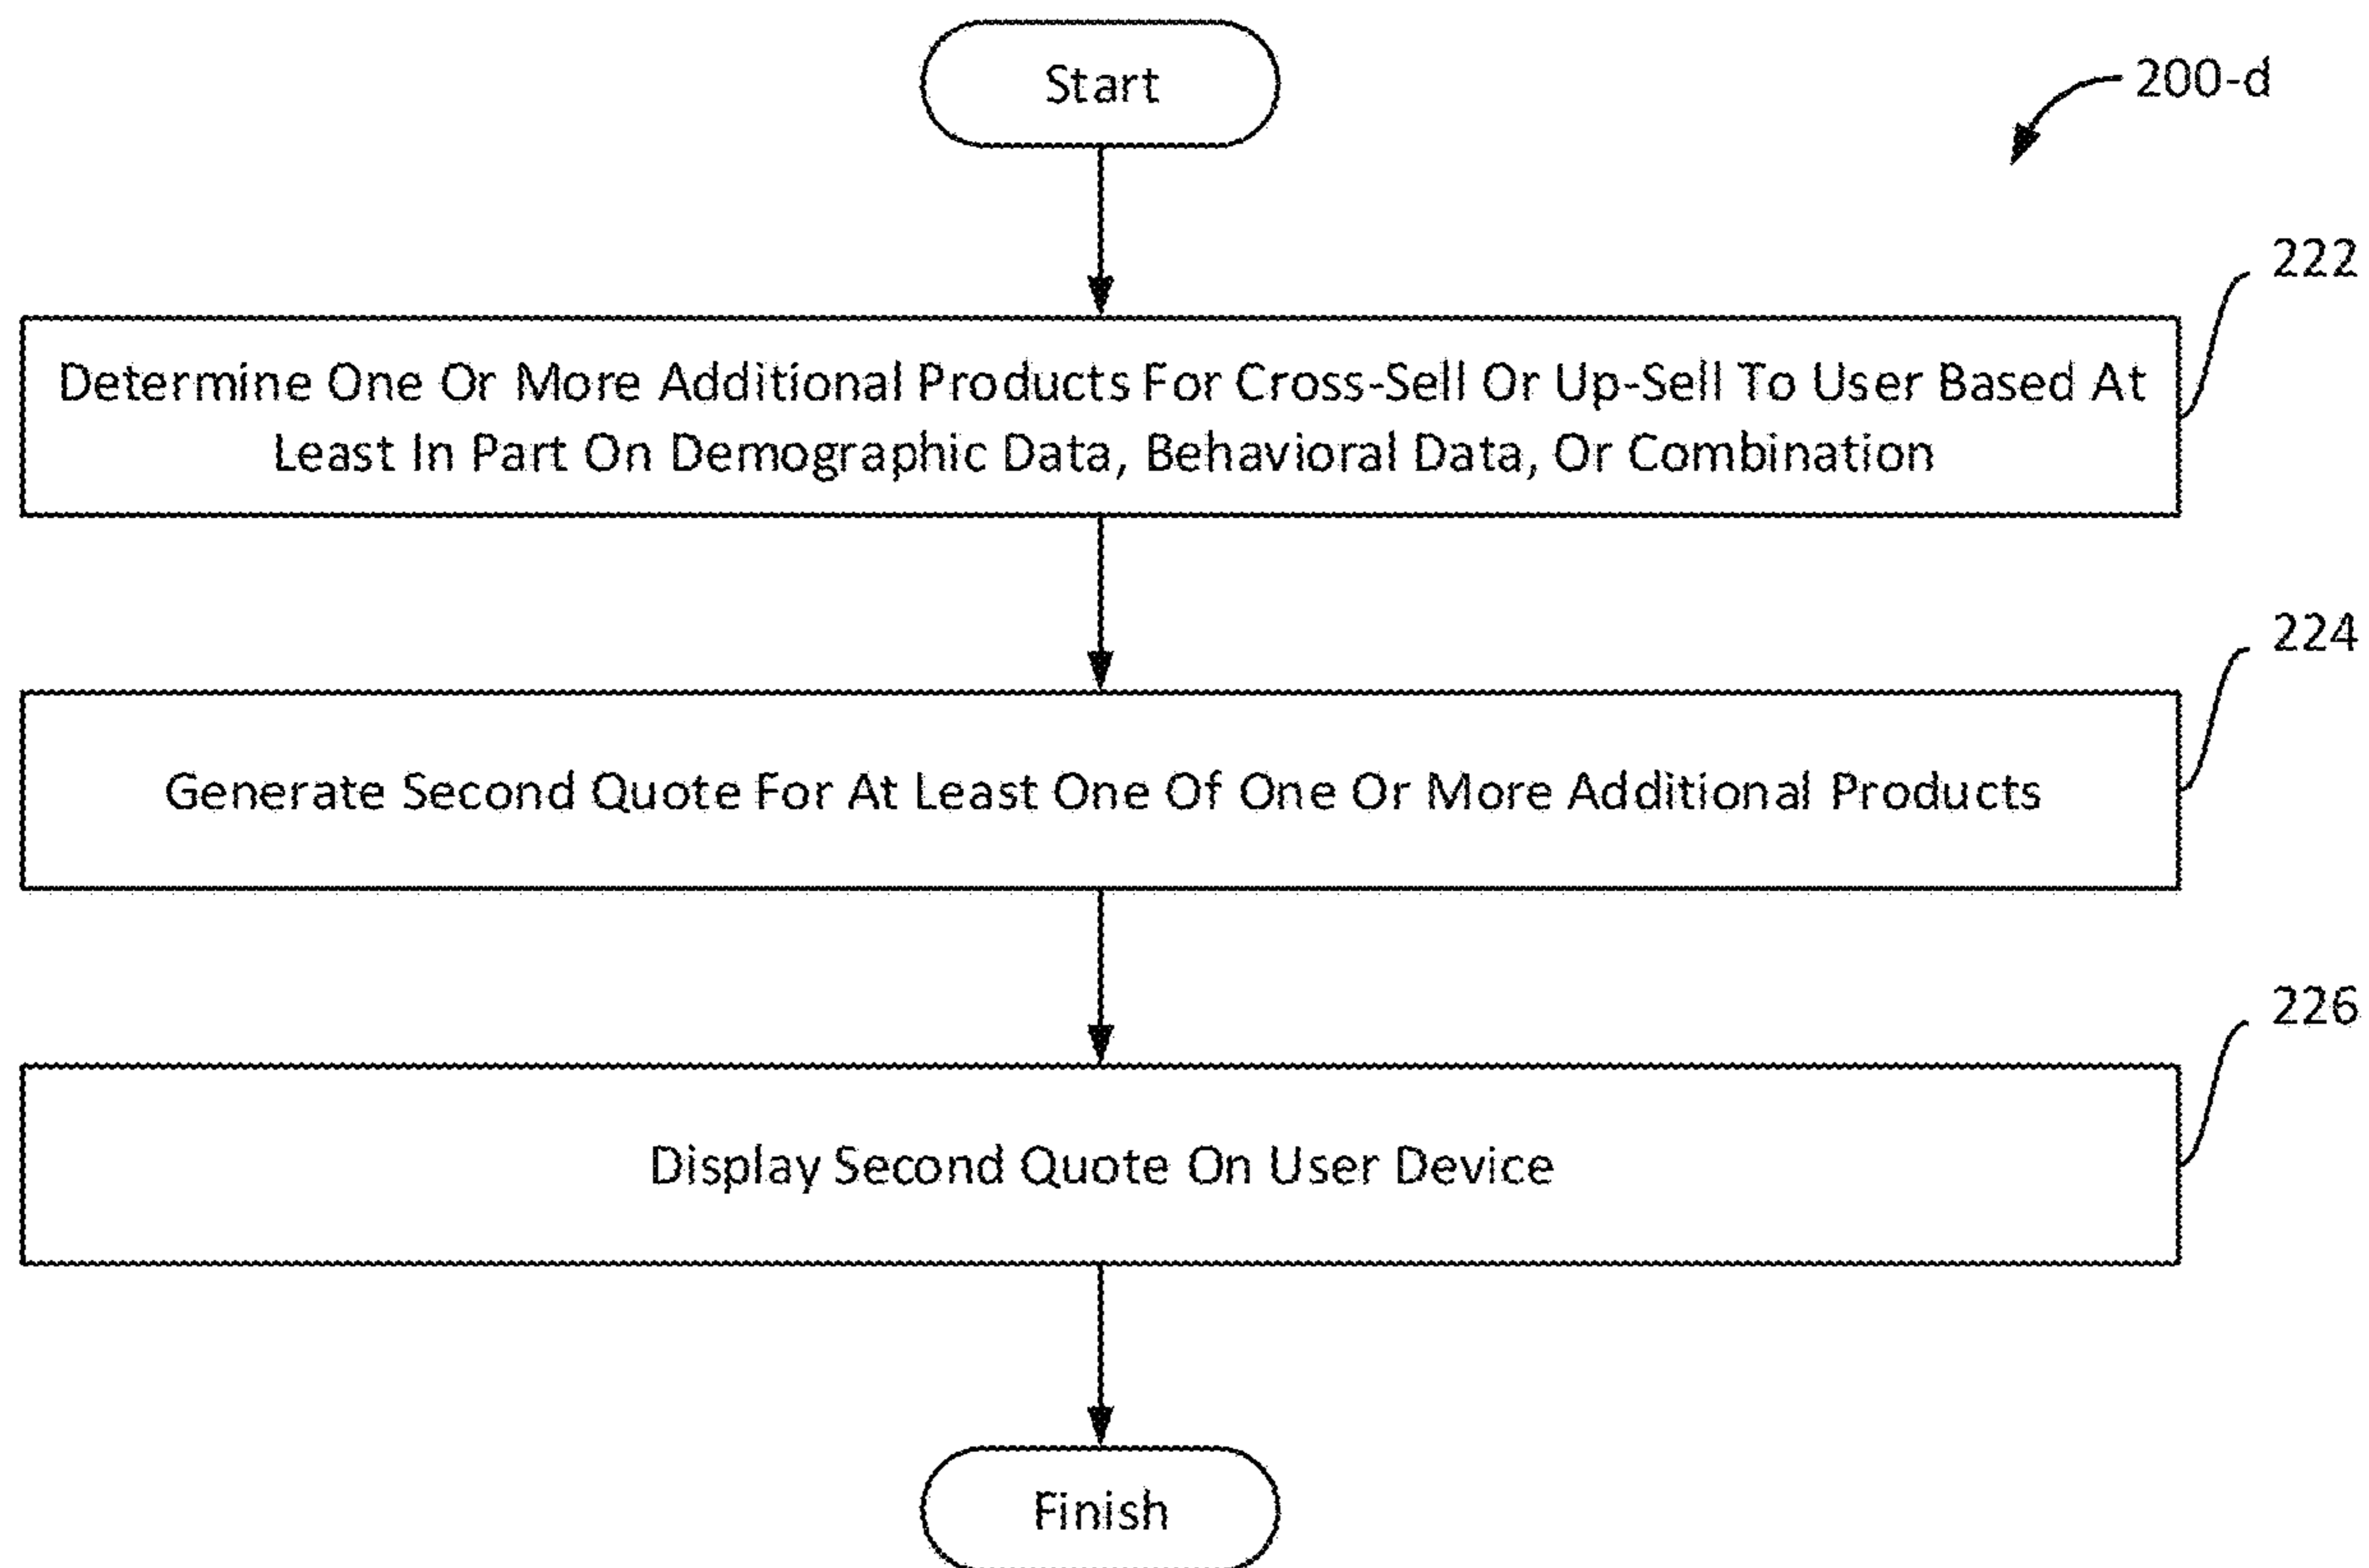 Start
200-d
222
Determine One Or More Additional Products For Cross-Sell Or Up-Sell To User Based At
Least In Part On Demographic Data, Behavioral Data, Or Combination
224
Generate Second Quote For At Least One Of One Or More Additional Products
226
Display Second Quote On User Device
Finish